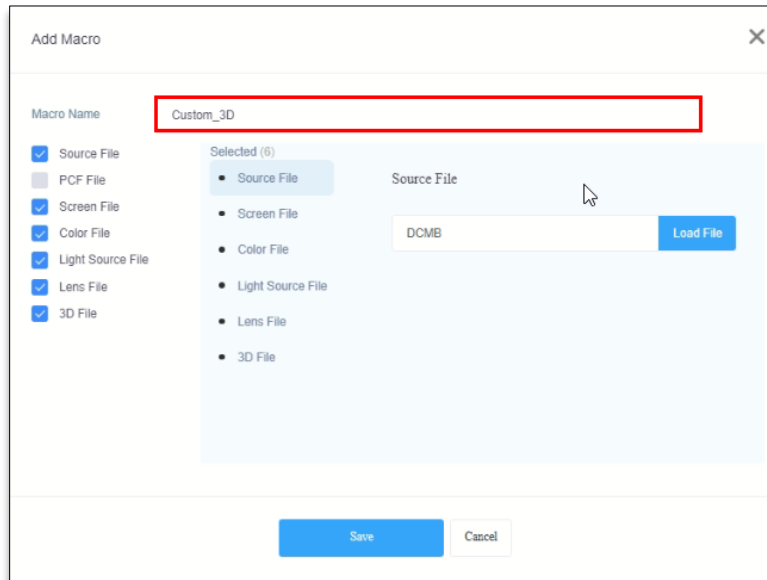 Add Macro
Macro Name
Custom_3D
Source File
PCF File
Screen File
Color File
Light Source File
Lens File
3D File
Selected (6)
Source File
Screen File
Color File
Light Source File
Lens File
3D File
Source File
DCMB
Load File
Save
Cancel